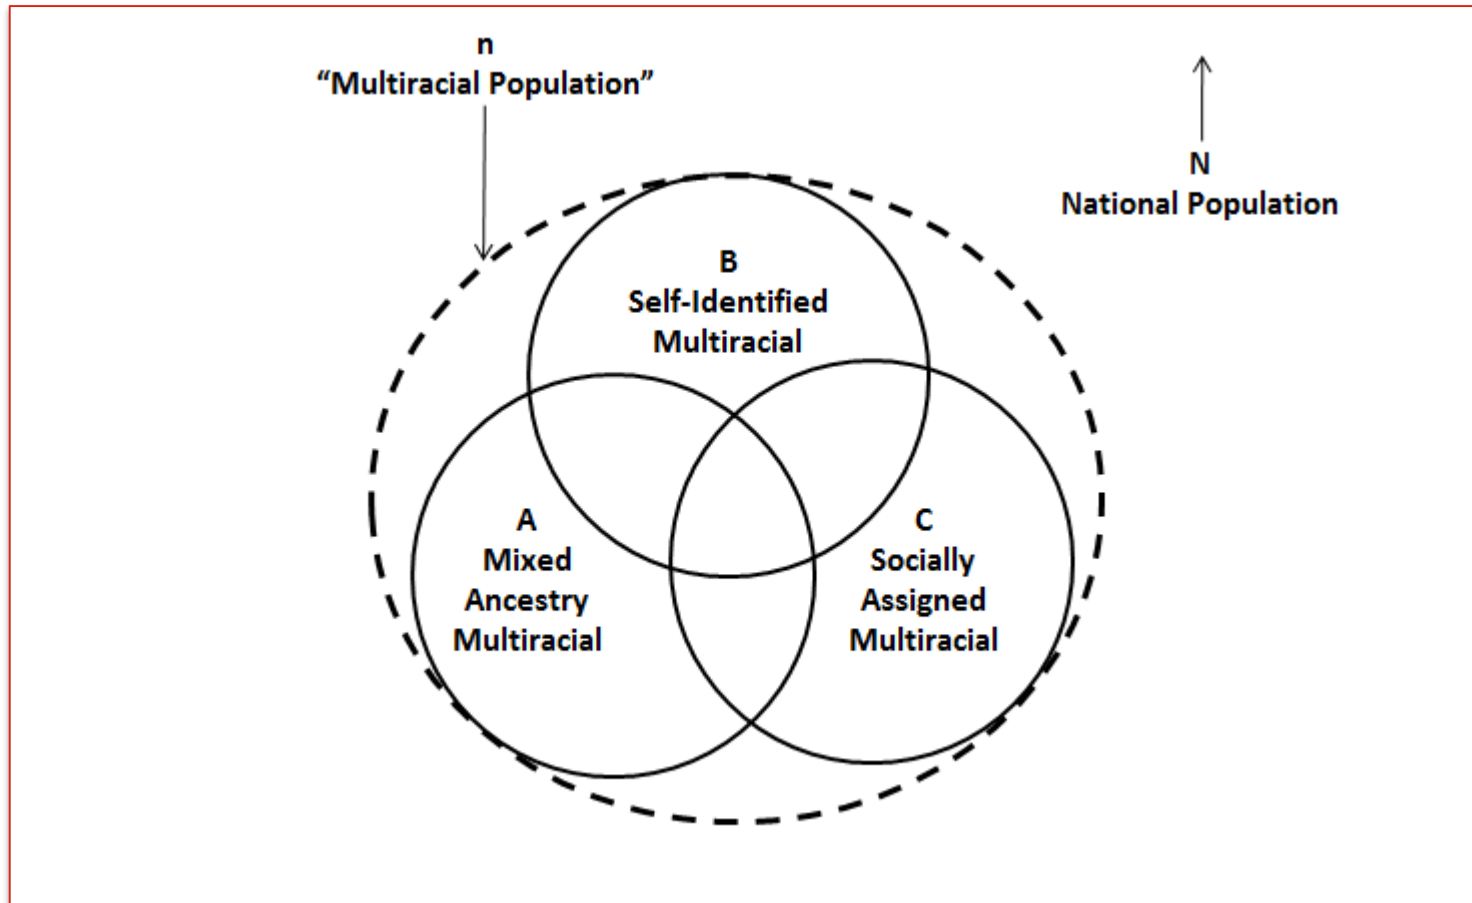 n
“Multiracial Population”
N
National Population
B
Self-Identified
Multiracial
A
Mixed
Ancestry
Multiracial
C
Socially
Assigned
Multiracial